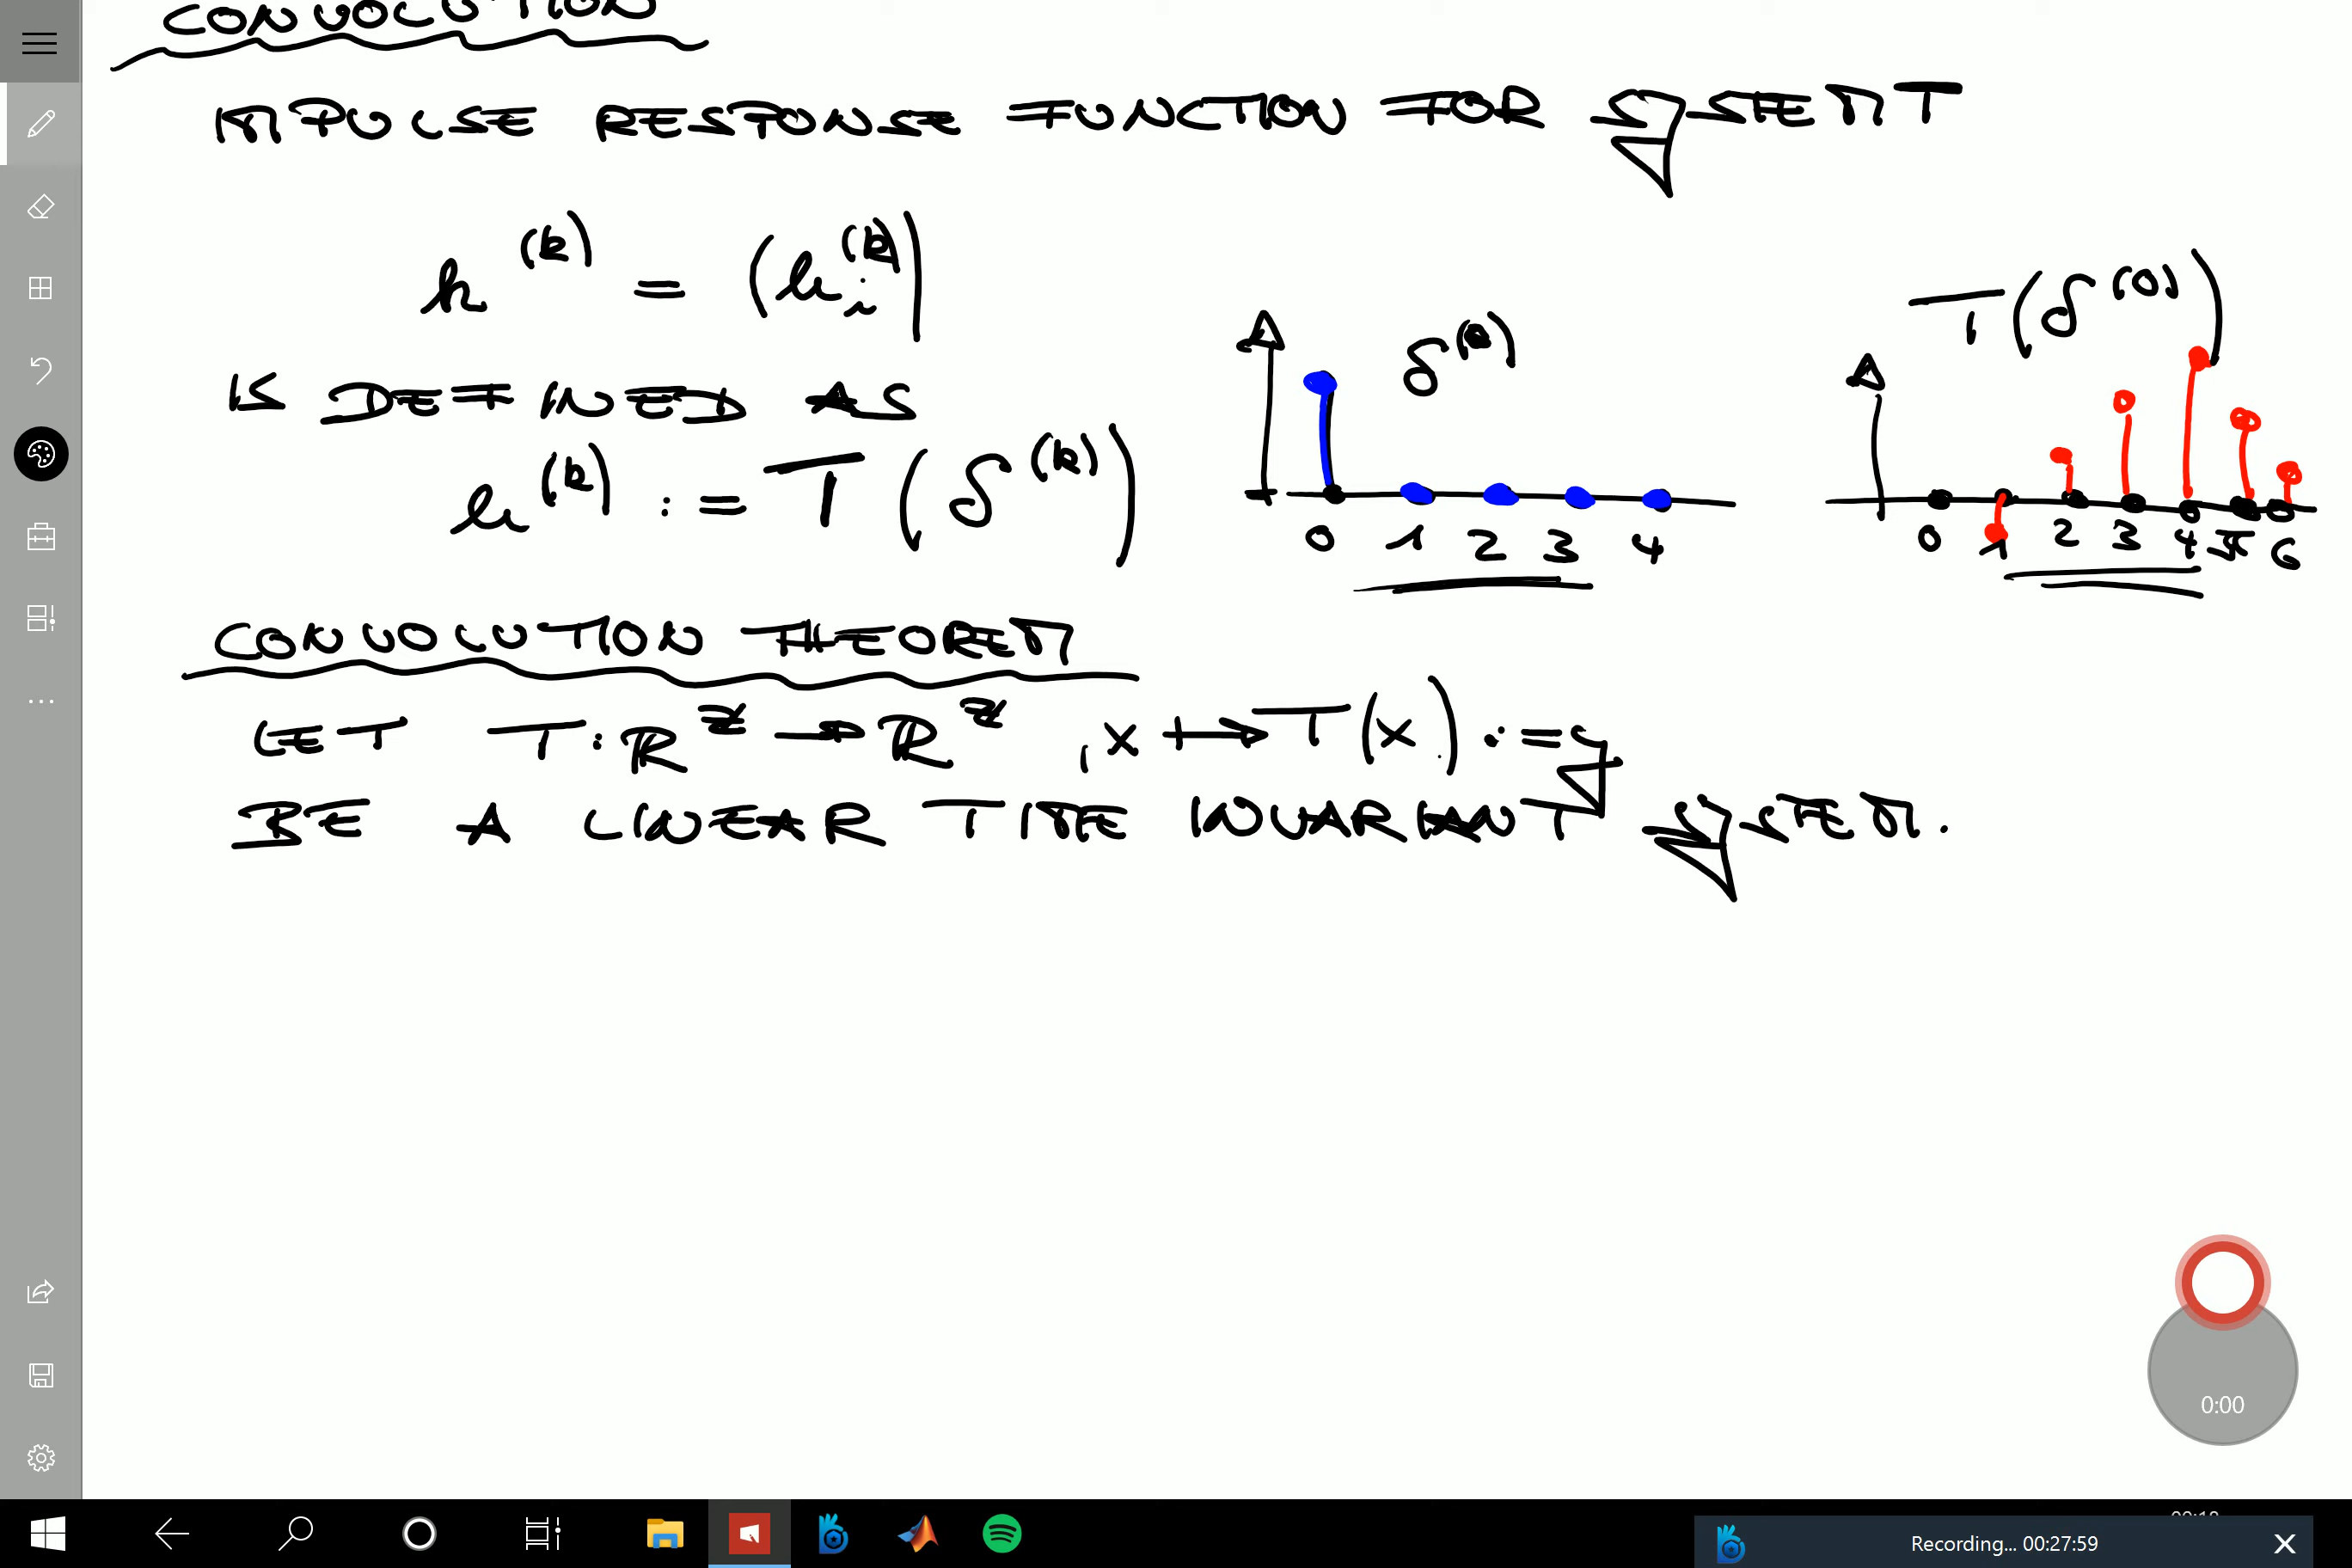 CONVOLUTION
IMPULSE RESPONSE FUNCTION FOR SYSTEM T
h^(k) = (h_i^(k))
IS DEFINED AS
h^(k) := T(δ^(k))
δ^(0)
0 1 2 3 4
T(δ^(0))
0 1 2 3 4 5 6
CONVOLUTION THEOREM
LET T: ℝ^ℤ → ℝ^ℤ, x ↦ T(x) := y
BE A LINEAR TIME INVARIANT SYSTEM.
0:00
Recording... 00:27:59